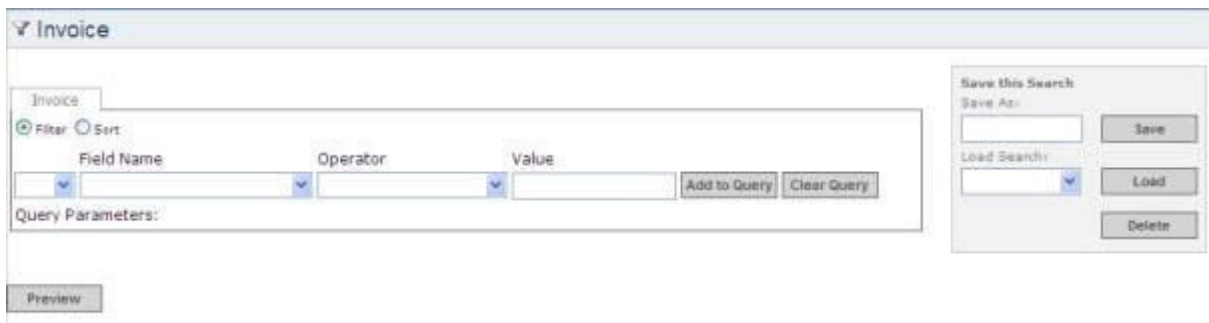 Invoice
Invoice
Filter Sort
Field Name Operator Value
Add to Query Clear Query
Query Parameters:
Save this Search
Save As:
Save
Load Search:
Load
Delete
Preview